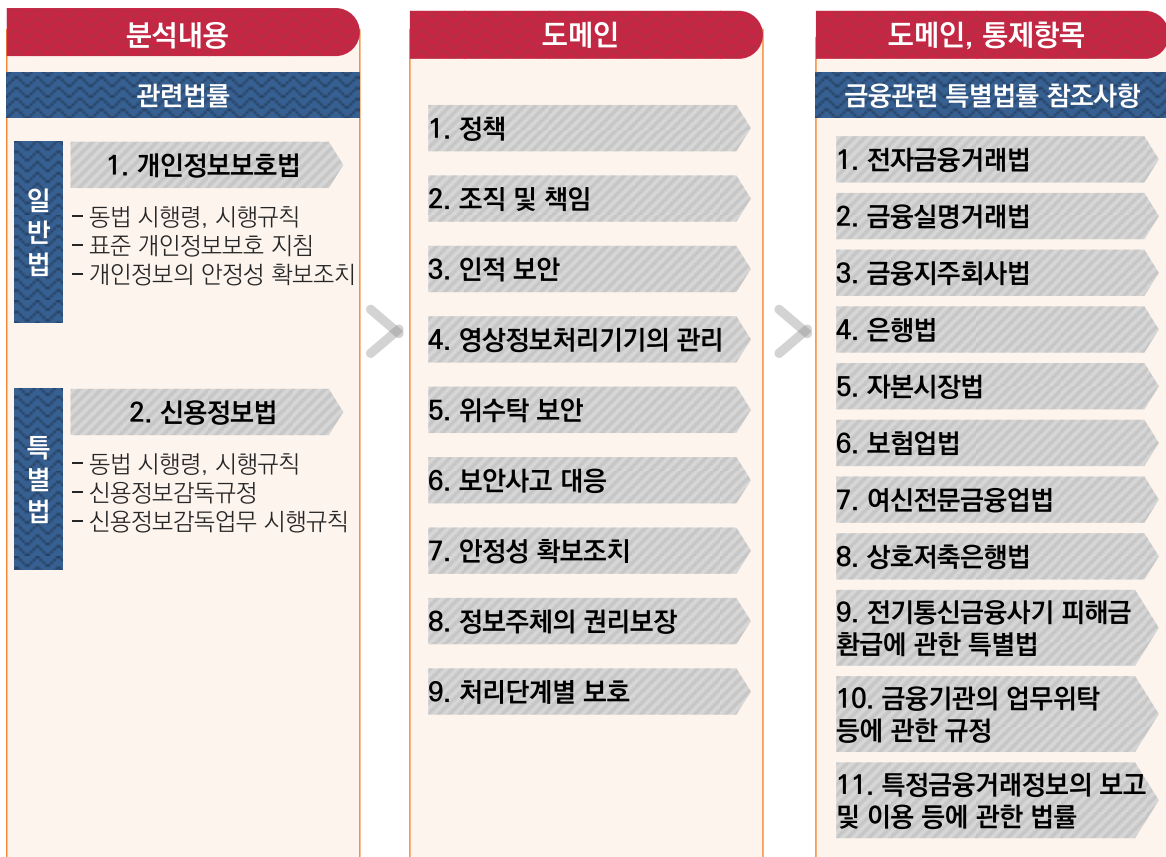 분석내용
관련법률
일반법
1. 개인정보보호법
- 동법 시행령, 시행규칙
- 표준 개인정보보호 지침
- 개인정보의 안정성 확보조치
특별법
2. 신용정보법
- 동법 시행령, 시행규칙
- 신용정보감독규정
- 신용정보감독업무 시행규칙
도메인
1. 정책
2. 조직 및 책임
3. 인적 보안
4. 영상정보처리기기의 관리
5. 위수탁 보안
6. 보안사고 대응
7. 안정성 확보조치
8. 정보주체의 권리보장
9. 처리단계별 보호
도메인, 통제항목
금융관련 특별법률 참조사항
1. 전자금융거래법
2. 금융실명거래법
3. 금융지주회사법
4. 은행법
5. 자본시장법
6. 보험업법
7. 여신전문금융업법
8. 상호저축은행법
9. 전기통신금융사기 피해금
환급에 관한 특별법
10. 금융기관의 업무위탁
등에 관한 규정
11. 특정금융거래정보의 보고
및 이용 등에 관한 법률